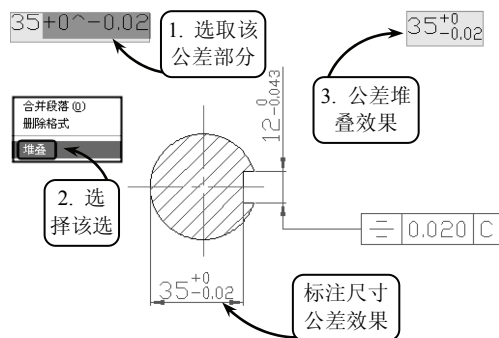 35+0^-0.02
1. 选取该
公差部分
35+0
-0.02
3. 公差堆
叠效果
合并段落(O)
删除格式
堆叠
2. 选
择该选
12 0
-0.043
0.020 C
35+0
-0.02
标注尺寸
公差效果